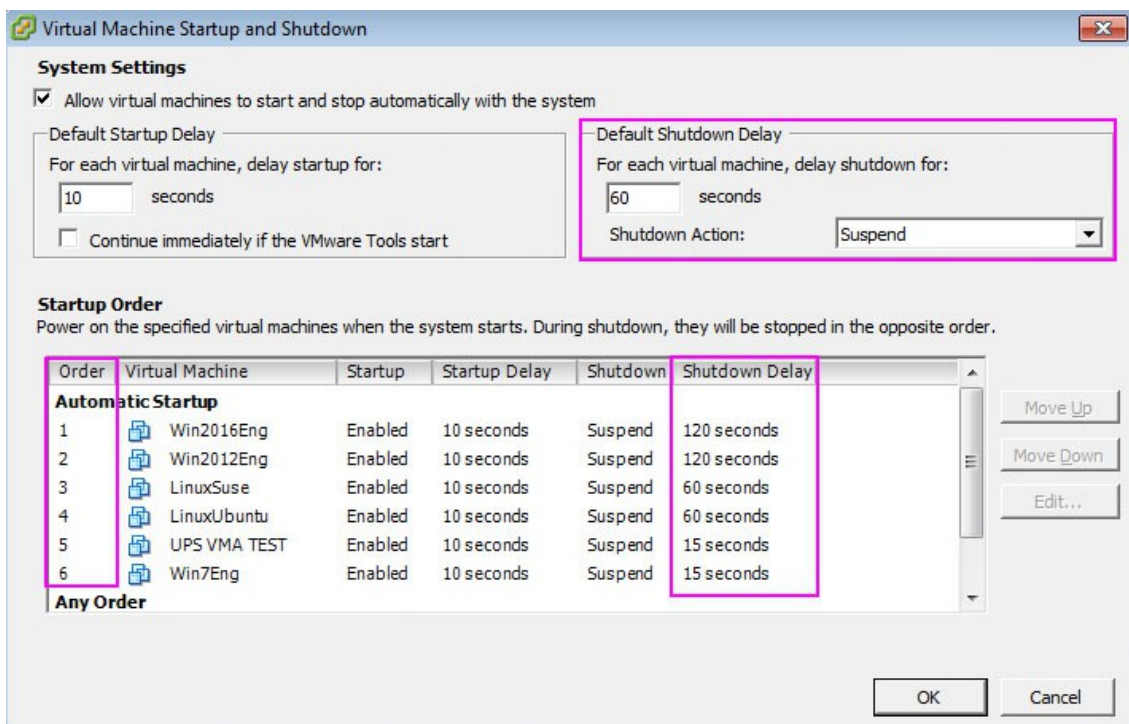 Virtual Machine Startup and Shutdown
System Settings
Allow virtual machines to start and stop automatically with the system
Default Startup Delay
For each virtual machine, delay startup for:
10 seconds
Continue immediately if the VMware Tools start
Default Shutdown Delay
For each virtual machine, delay shutdown for:
60 seconds
Shutdown Action: Suspend
Startup Order
Power on the specified virtual machines when the system starts. During shutdown, they will be stopped in the opposite order.
Order Virtual Machine Startup Startup Delay Shutdown Shutdown Delay
Automatic Startup
1 Win2016Eng Enabled 10 seconds Suspend 120 seconds
2 Win2012Eng Enabled 10 seconds Suspend 120 seconds
3 LinuxSuse Enabled 10 seconds Suspend 60 seconds
4 LinuxUbuntu Enabled 10 seconds Suspend 60 seconds
5 UPS VMA TEST Enabled 10 seconds Suspend 15 seconds
6 Win7Eng Enabled 10 seconds Suspend 15 seconds
Any Order
Move Up
Move Down
Edit...
OK Cancel